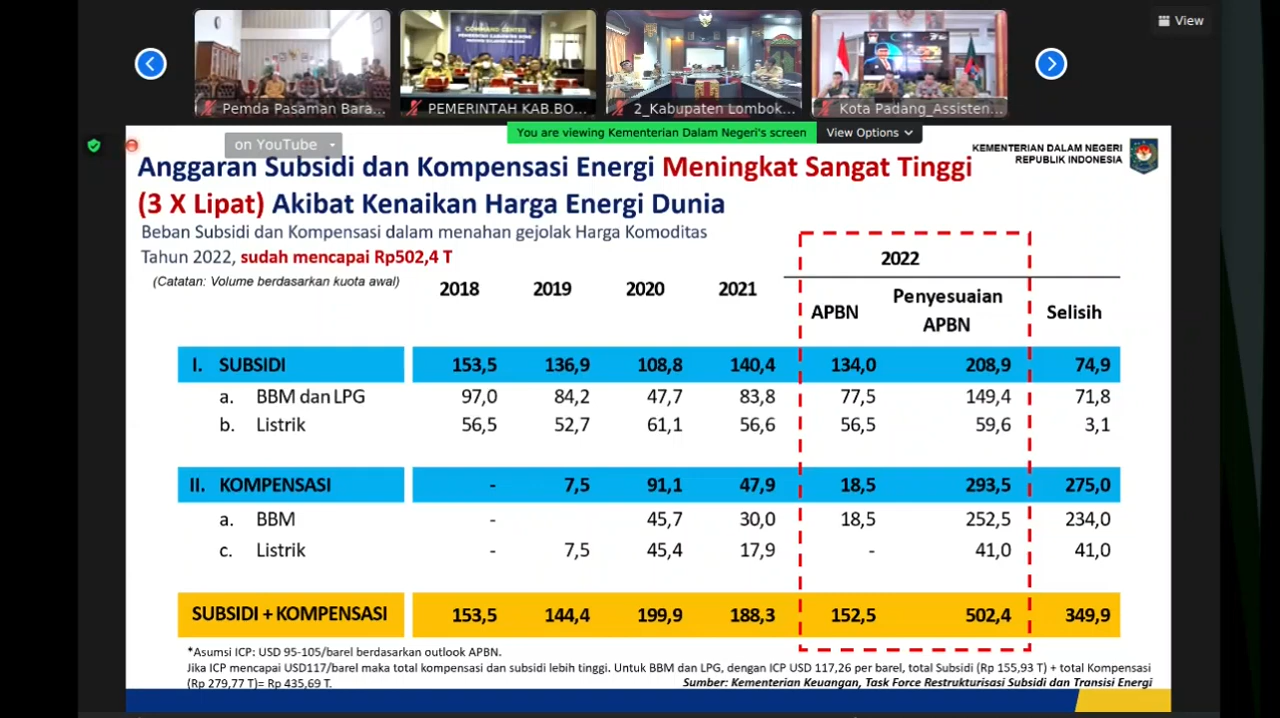 View
Pemda Pasaman Bara...
COMMAND CENTER
PEMERINTAH KAB.BO...
2_Kabupaten Lombok...
Kota Padang_Assisten...
You are viewing Kementerian Dalam Negeri's screen
View Options
on YouTube
KEMENTERIAN DALAM NEGERI
REPUBLIK INDONESIA
Anggaran Subsidi dan Kompensasi Energi Meningkat Sangat Tinggi
(3 X Lipat) Akibat Kenaikan Harga Energi Dunia
Beban Subsidi dan Kompensasi dalam menahan gejolak Harga Komoditas
Tahun 2022, sudah mencapai Rp502,4 T
(Catatan: Volume berdasarkan kuota awal)
2018 2019 2020 2021 2022
APBN Penyesuaian APBN Selisih
I. SUBSIDI 153,5 136,9 108,8 140,4 134,0 208,9 74,9
a. BBM dan LPG 97,0 84,2 47,7 83,8 77,5 149,4 71,8
b. Listrik 56,5 52,7 61,1 56,6 56,5 59,6 3,1
II. KOMPENSASI - 7,5 91,1 47,9 18,5 293,5 275,0
a. BBM - 45,7 30,0 18,5 252,5 234,0
c. Listrik - 7,5 45,4 17,9 - 41,0 41,0
SUBSIDI + KOMPENSASI 153,5 144,4 199,9 188,3 152,5 502,4 349,9
*Asumsi ICP: USD 95-105/barel berdasarkan outlook APBN.
Jika ICP mencapai USD117/barel maka total kompensasi dan subsidi lebih tinggi. Untuk BBM dan LPG, dengan ICP USD 117,26 per barel, total Subsidi (Rp 155,93 T) + total Kompensasi
(Rp 279,77 T)= Rp 435,69 T.
Sumber: Kementerian Keuangan, Task Force Restrukturisasi Subsidi dan Transisi Energi